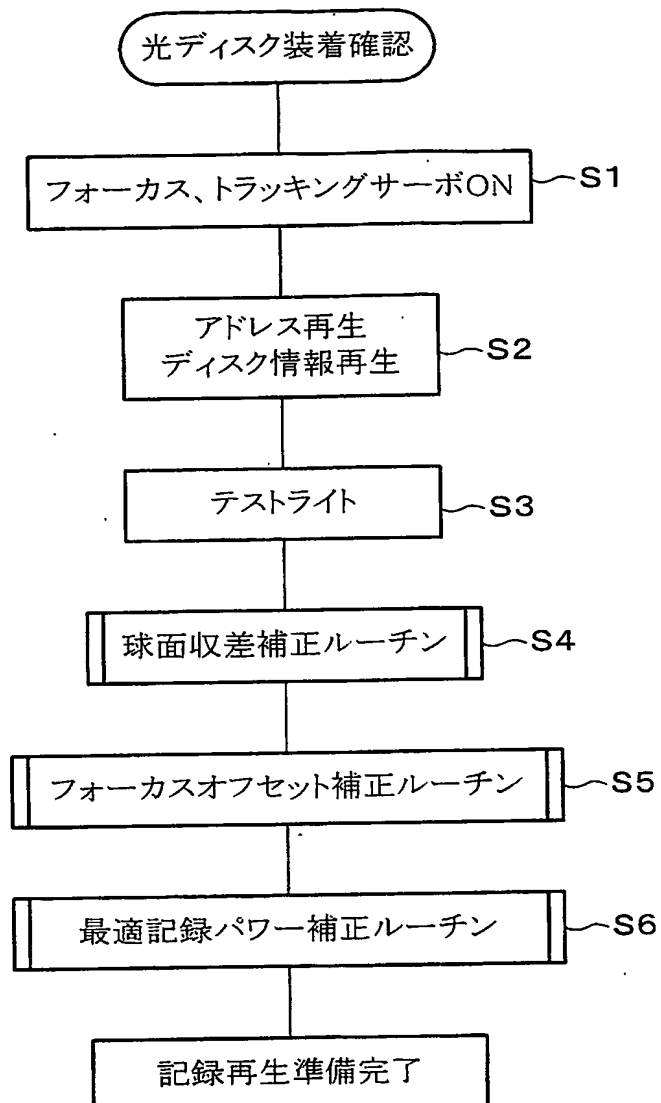 光ディスク装着確認
フォーカス、トラッキングサーボON
S1
アドレス再生
ディスク情報再生
S2
テストライト
S3
球面収差補正ルーチン
S4
フォーカスオフセット補正ルーチン
S5
最適記録パワー補正ルーチン
S6
記録再生準備完了